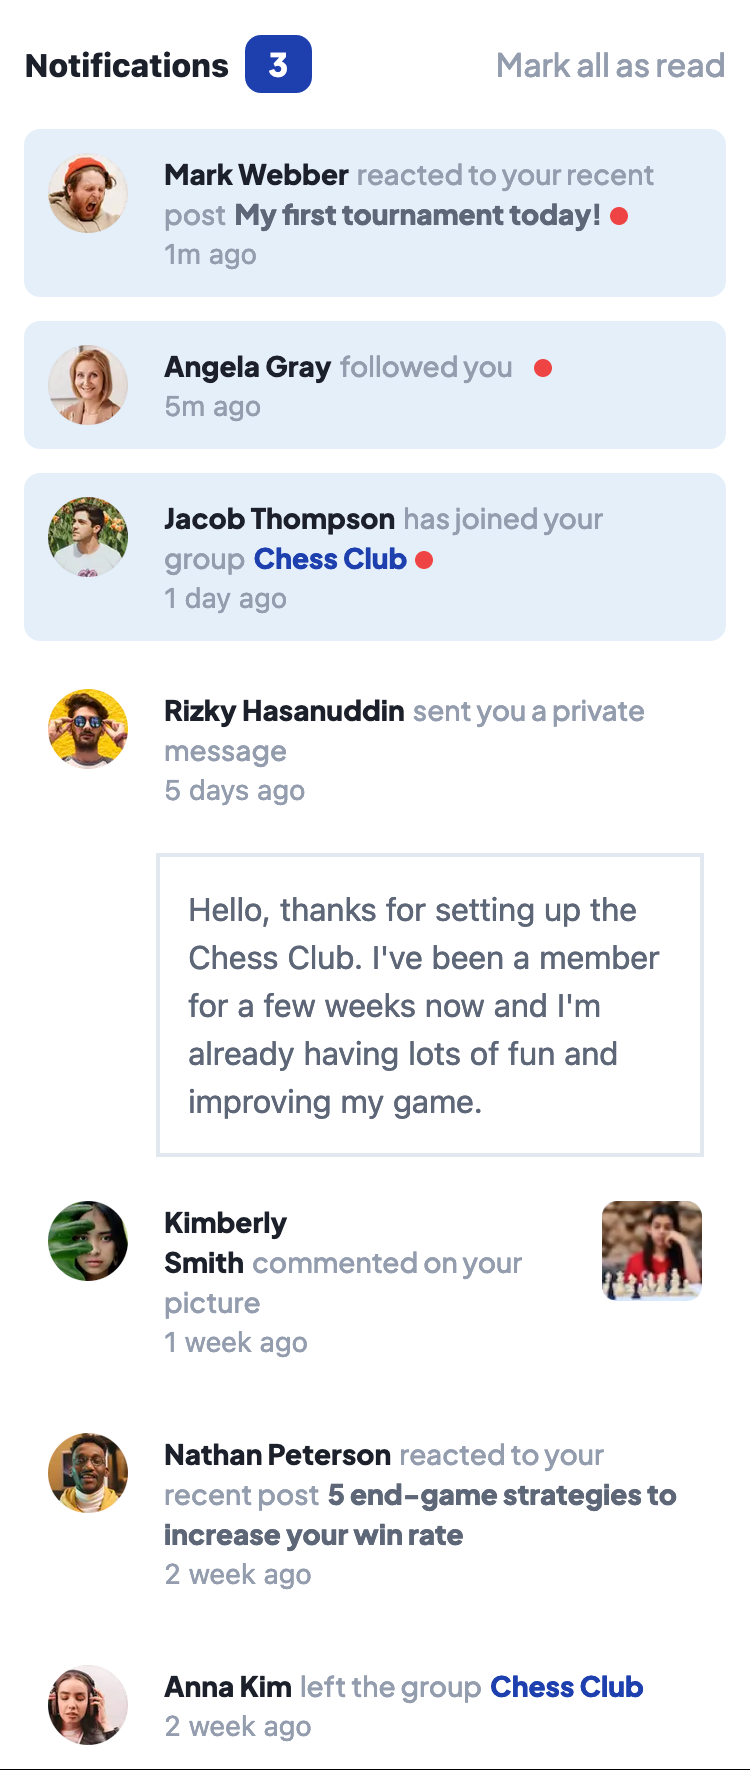 Notifications 3 Mark all as read
Mark Webber reacted to your recent
post My first tournament today!
1m ago
Angela Gray followed you
5m ago
Jacob Thompson has joined your
group Chess Club
1 day ago
Rizky Hasanuddin sent you a private
message
5 days ago
Hello, thanks for setting up the
Chess Club. I've been a member
for a few weeks now and I'm
already having lots of fun and
improving my game.
Kimberly
Smith commented on your
picture
1 week ago
Nathan Peterson reacted to your
recent post 5 end-game strategies to
increase your win rate
2 week ago
Anna Kim left the group Chess Club
2 week ago